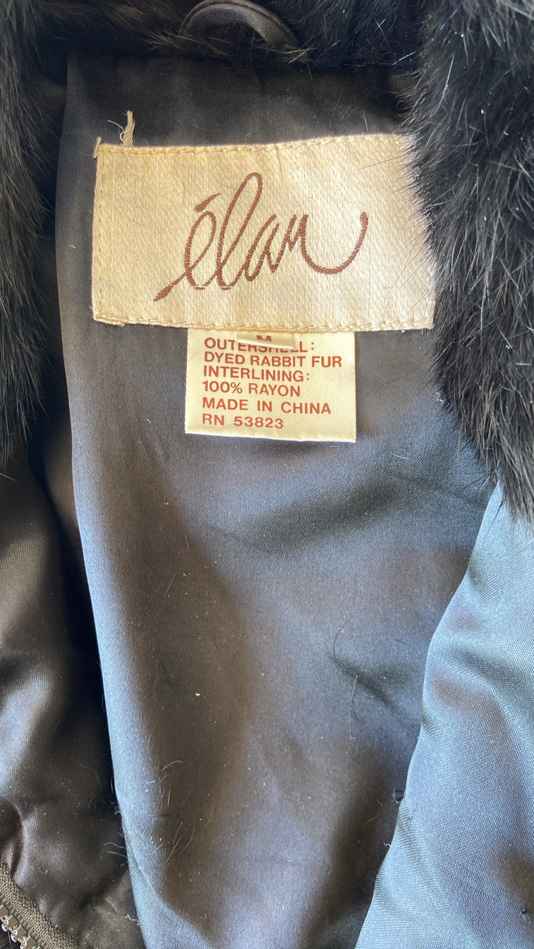 élan
M
OUTERSHELL:
DYED RABBIT FUR
INTERLINING:
100% RAYON
MADE IN CHINA
RN 53823